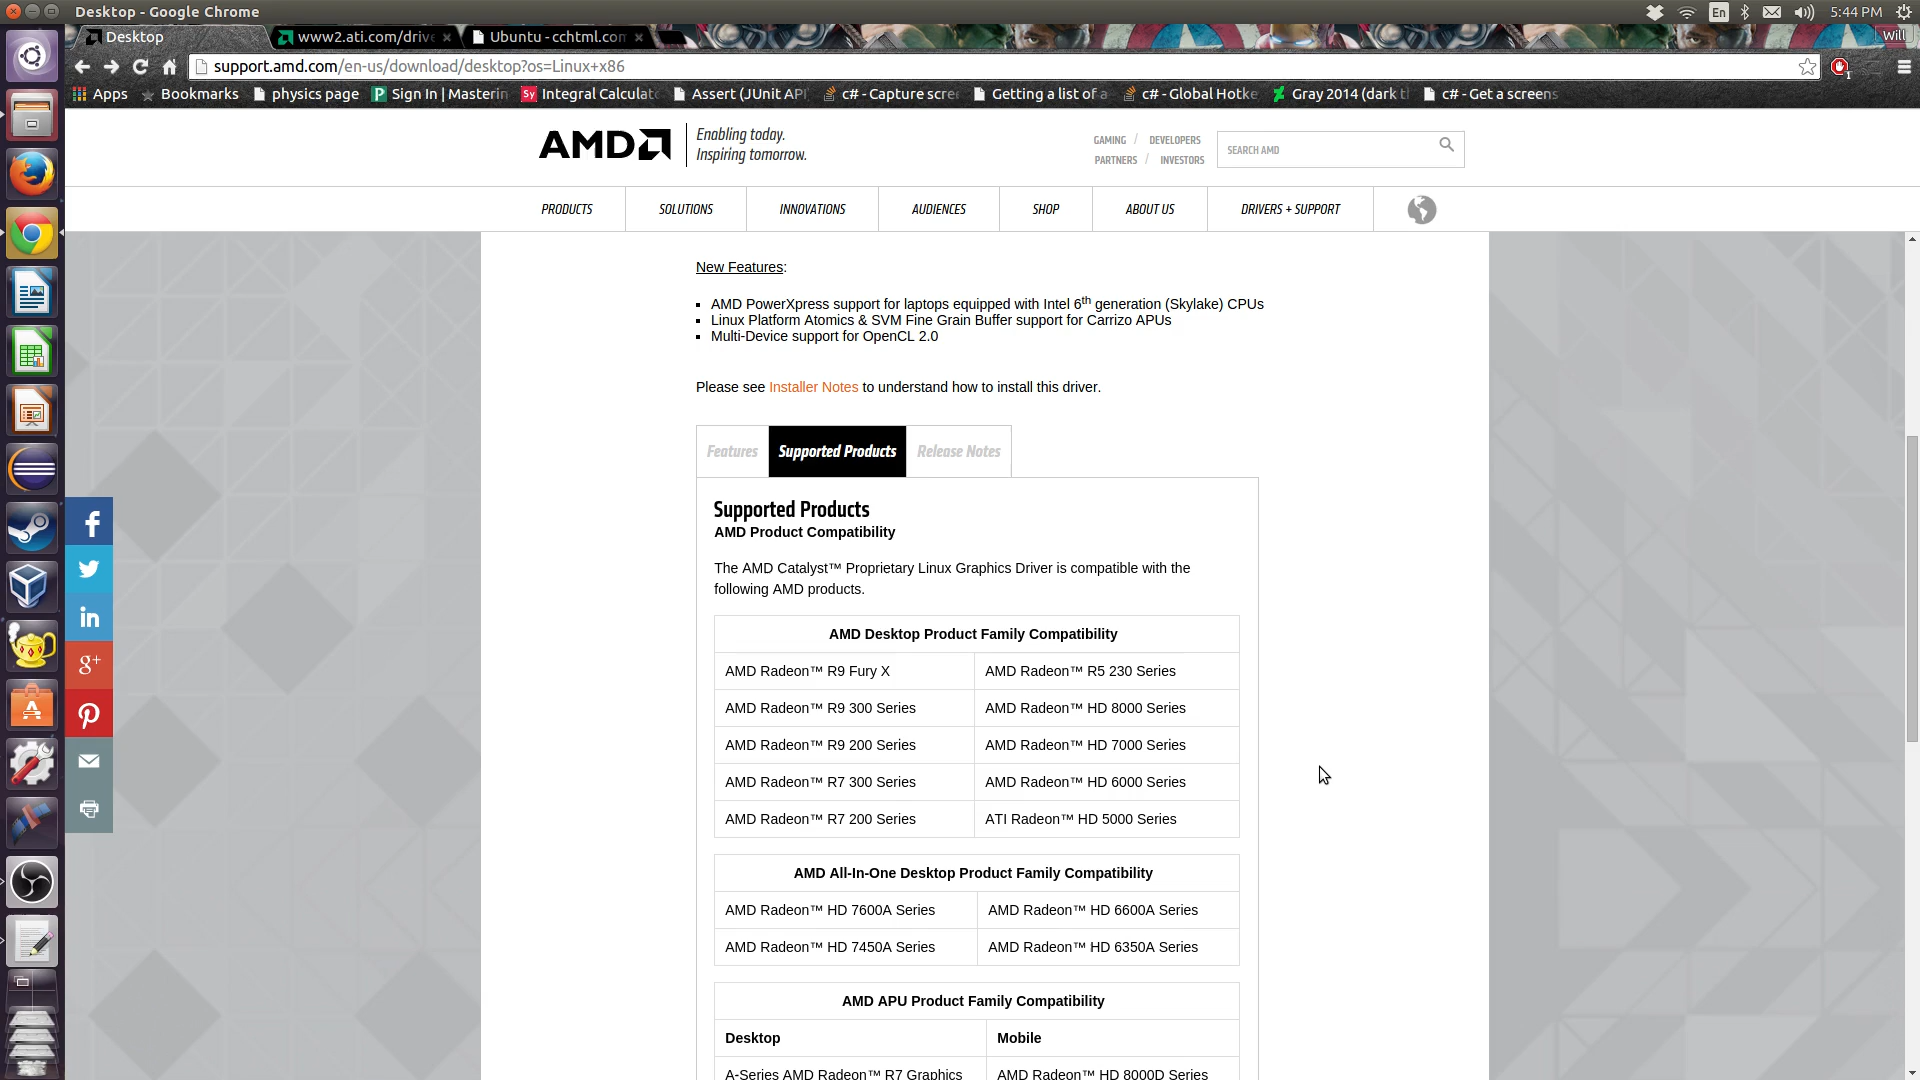 Desktop - Google Chrome
En
5:44 PM
Desktop
www2.ati.com/drive
Ubuntu - cchtml.com
Will
support.amd.com/en-us/download/desktop?os=Linux+x86
Apps
Bookmarks
physics page
P Sign In | Masterin
Sy Integral Calculato
Assert (JUnit API
c# - Capture scree
Getting a list of a
c# - Global Hotke
Gray 2014 (dark t
c# - Get a screens
AMD
Enabling today.
Inspiring tomorrow.
GAMING / DEVELOPERS
PARTNERS / INVESTORS
SEARCH AMD
PRODUCTS
SOLUTIONS
INNOVATIONS
AUDIENCES
SHOP
ABOUT US
DRIVERS + SUPPORT
New Features:
▪ AMD PowerXpress support for laptops equipped with Intel 6th generation (Skylake) CPUs
▪ Linux Platform Atomics & SVM Fine Grain Buffer support for Carrizo APUs
▪ Multi-Device support for OpenCL 2.0
Please see Installer Notes to understand how to install this driver.
Features
Supported Products
Release Notes
Supported Products
AMD Product Compatibility
The AMD Catalyst™ Proprietary Linux Graphics Driver is compatible with the
following AMD products.
AMD Desktop Product Family Compatibility
AMD Radeon™ R9 Fury X
AMD Radeon™ R5 230 Series
AMD Radeon™ R9 300 Series
AMD Radeon™ HD 8000 Series
AMD Radeon™ R9 200 Series
AMD Radeon™ HD 7000 Series
AMD Radeon™ R7 300 Series
AMD Radeon™ HD 6000 Series
AMD Radeon™ R7 200 Series
ATI Radeon™ HD 5000 Series
AMD All-In-One Desktop Product Family Compatibility
AMD Radeon™ HD 7600A Series
AMD Radeon™ HD 6600A Series
AMD Radeon™ HD 7450A Series
AMD Radeon™ HD 6350A Series
AMD APU Product Family Compatibility
Desktop
Mobile
A-Series AMD Radeon™ R7 Graphics
AMD Radeon™ HD 8000D Series
f
in
g+